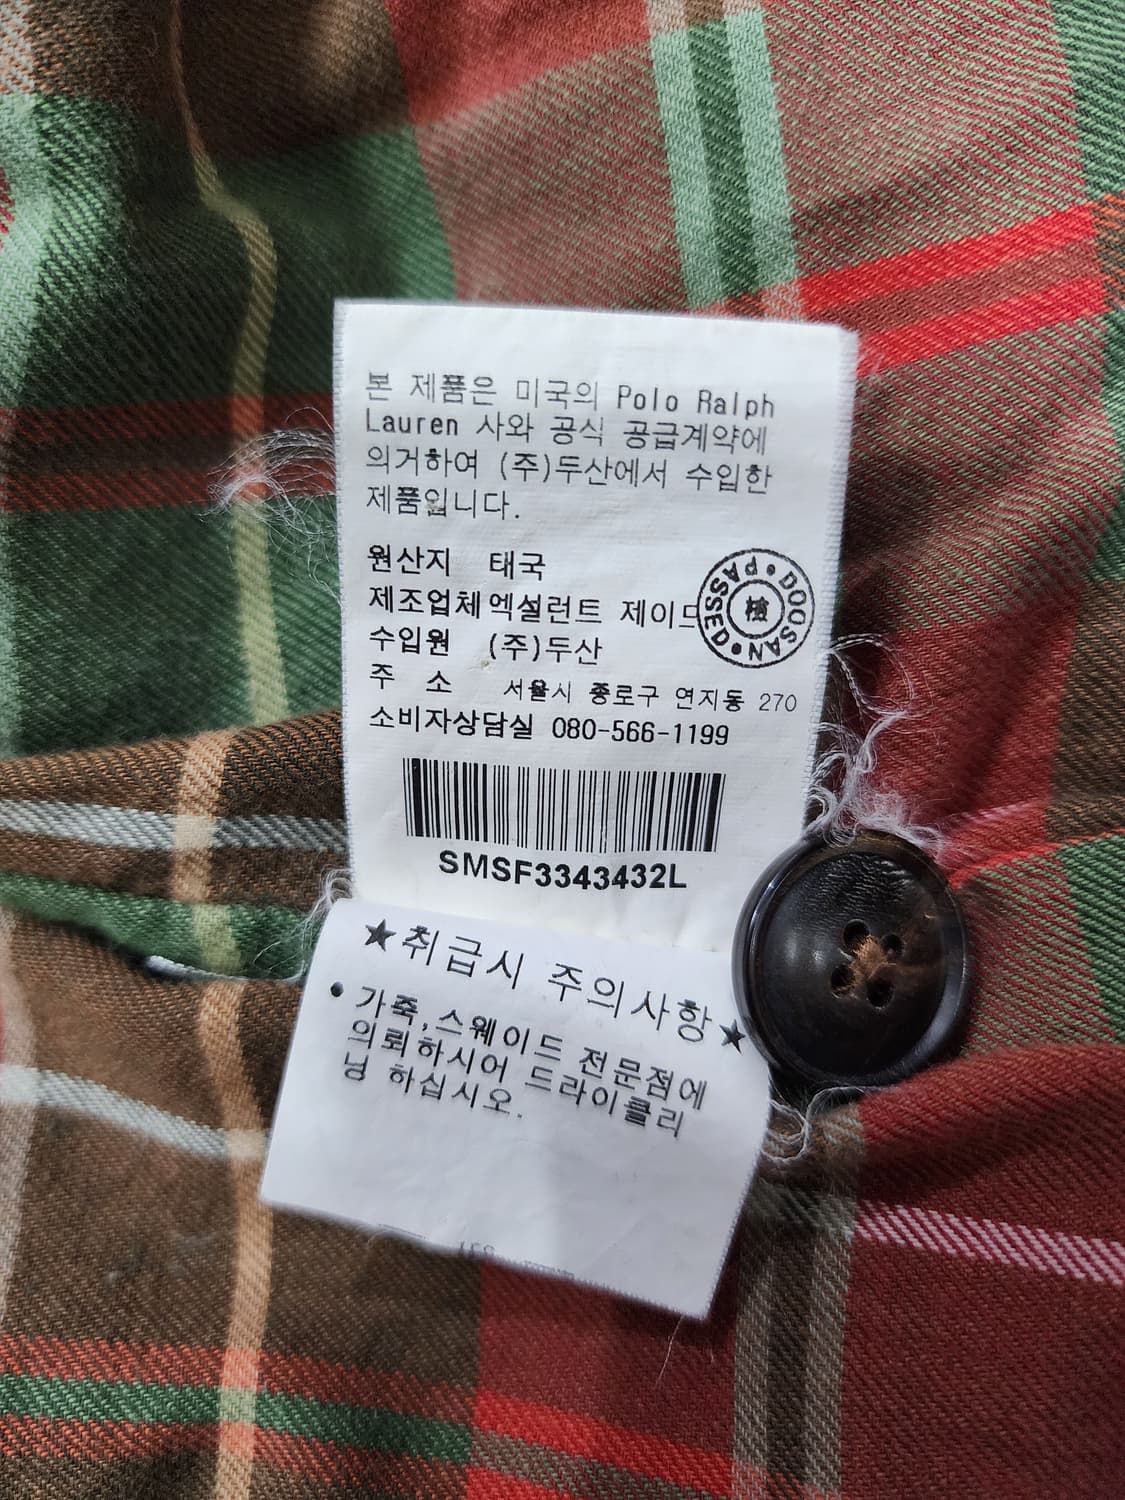 본 제품은 미국의 Polo Ralph
Lauren 사와 공식 공급계약에
의거하여 (주)두산에서 수입한
제품입니다.
원산지 태국
제조업체 엑설런트 제이드
수입원 (주)두산
주 소 서울시 종로구 연지동 270
소비자상담실 080-566-1199
DOOSAN PASSED 檢
SMSF3343432L
★취급시 주의사항★
• 가죽,스웨이드 전문점에
의뢰하시어 드라이클리
닝 하십시오.